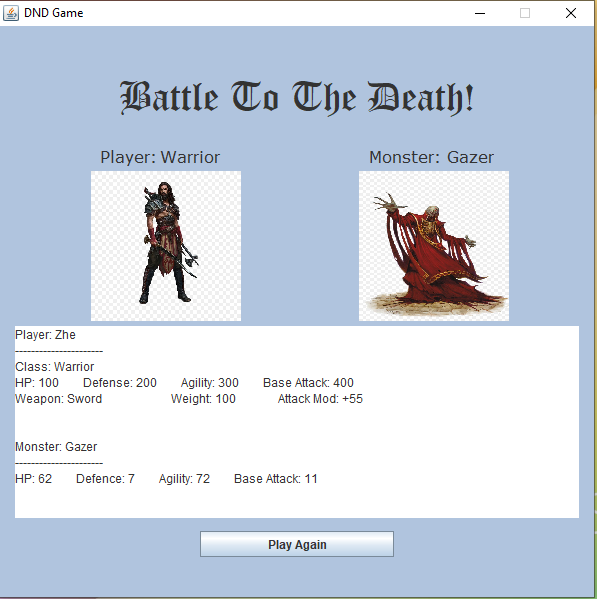 DND Game
Battle To The Death!
Player: Warrior
Monster: Gazer
Player: Zhe
----------------------
Class: Warrior
HP: 100 Defense: 200 Agility: 300 Base Attack: 400
Weapon: Sword Weight: 100 Attack Mod: +55
Monster: Gazer
----------------------
HP: 62 Defence: 7 Agility: 72 Base Attack: 11
Play Again